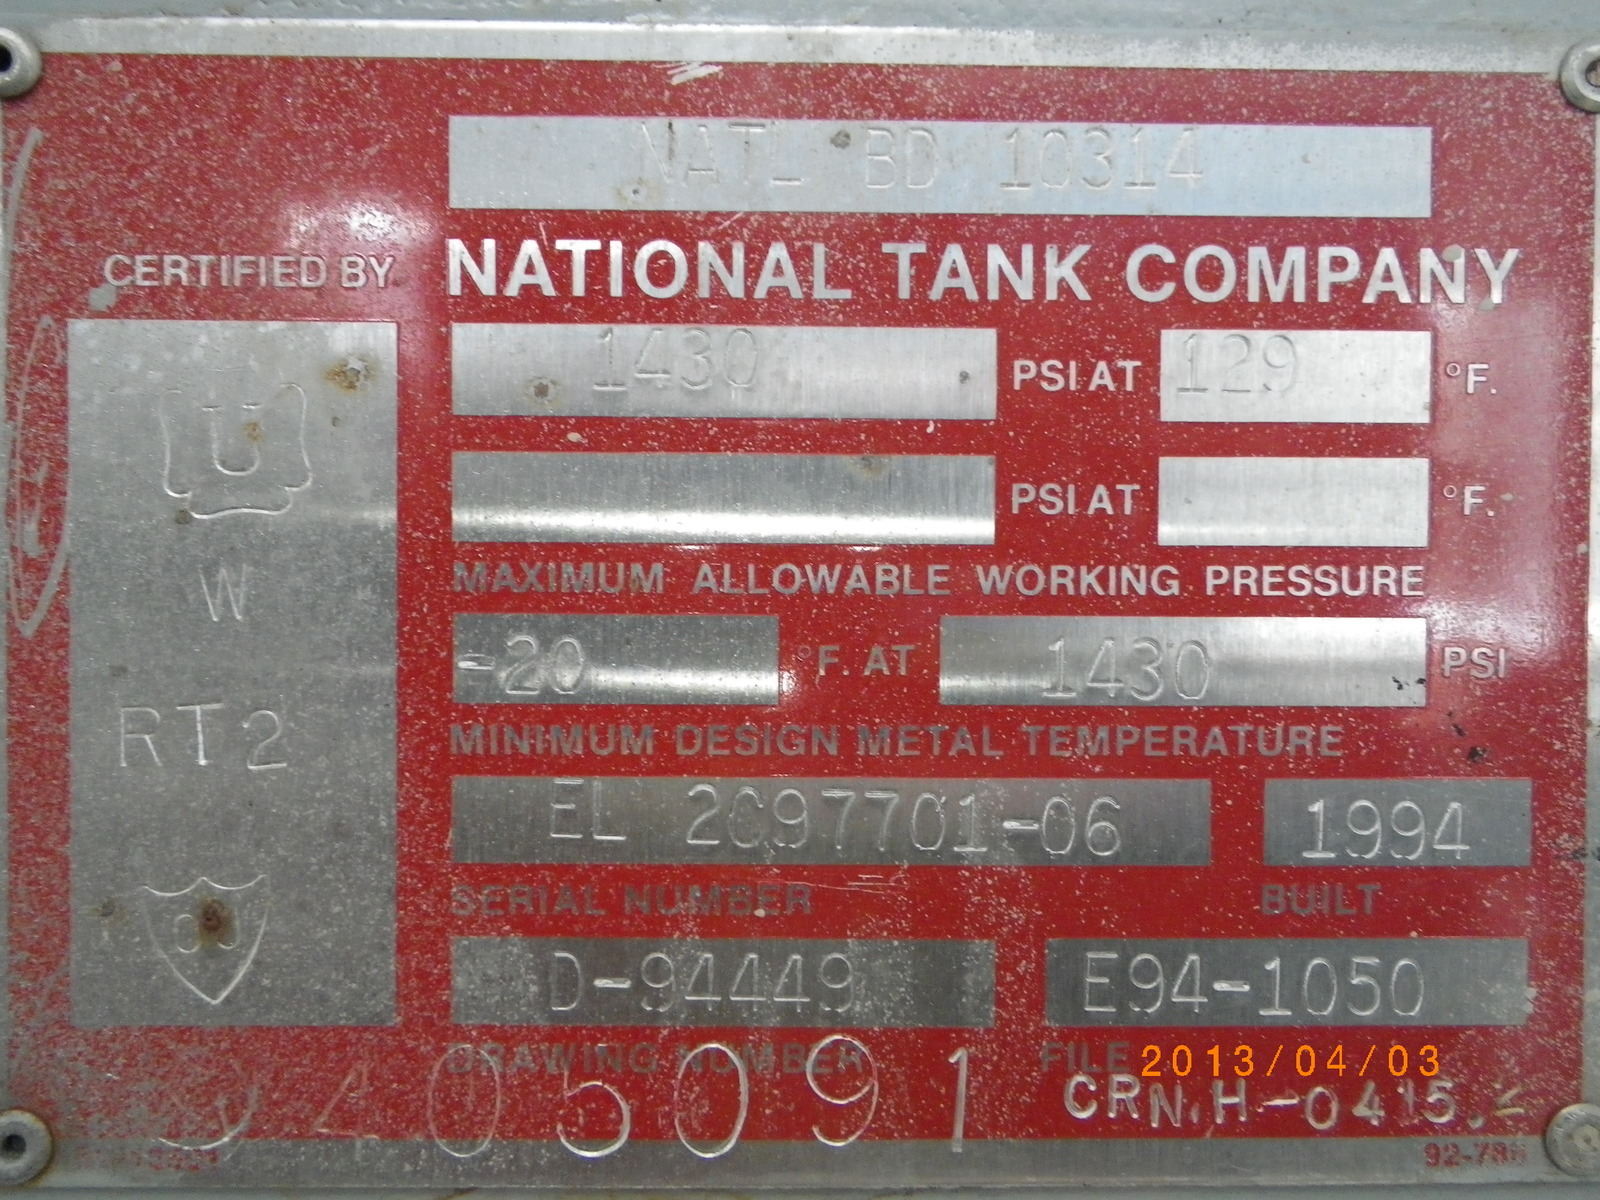 NATL BD 10314
CERTIFIED BY NATIONAL TANK COMPANY
1430 PSI AT 129 °F.
PSI AT °F.
U
MAXIMUM ALLOWABLE WORKING PRESSURE
W
-20 °F. AT 1430 PSI
RT2
MINIMUM DESIGN METAL TEMPERATURE
EL 2C97701-06 1994
SERIAL NUMBER BUILT
D-94449 E94-1050
DRAWING NUMBER FILE
2013/04/03
CRN. H-0415.2
92-786